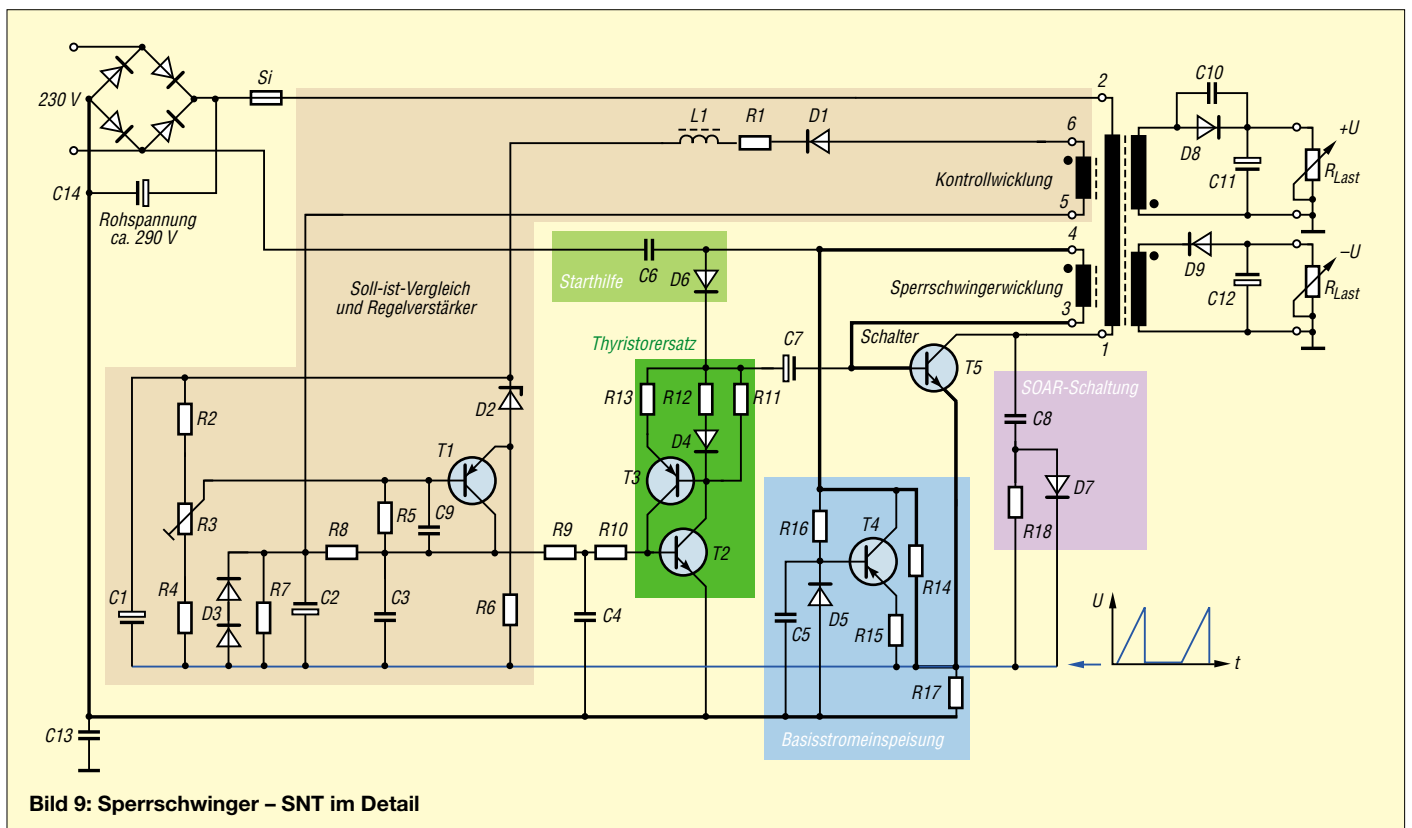 Si
230 V
C14
Rohspannung
ca. 290 V
L1
R1
D1
2
6
Kontrollwicklung
5
4
Sperrschwingerwicklung
3
1
C10
D8
C11
+U
RLast
D9
C12
–U
RLast
Soll-ist-Vergleich
und Regelverstärker
Starthilfe
C6
D6
Thyristorersatz
C7
Schalter
T5
SOAR-Schaltung
C8
D7
R18
R13
R12
R11
D4
T3
T2
R2
D2
T1
R3
R5
C9
R8
R9
R10
R4
C1
D3
R7
C2
C3
R6
C4
R16
T4
R14
C5
D5
R15
R17
Basisstromeinspeisung
U
t
C13
Bild 9: Sperrschwinger – SNT im Detail